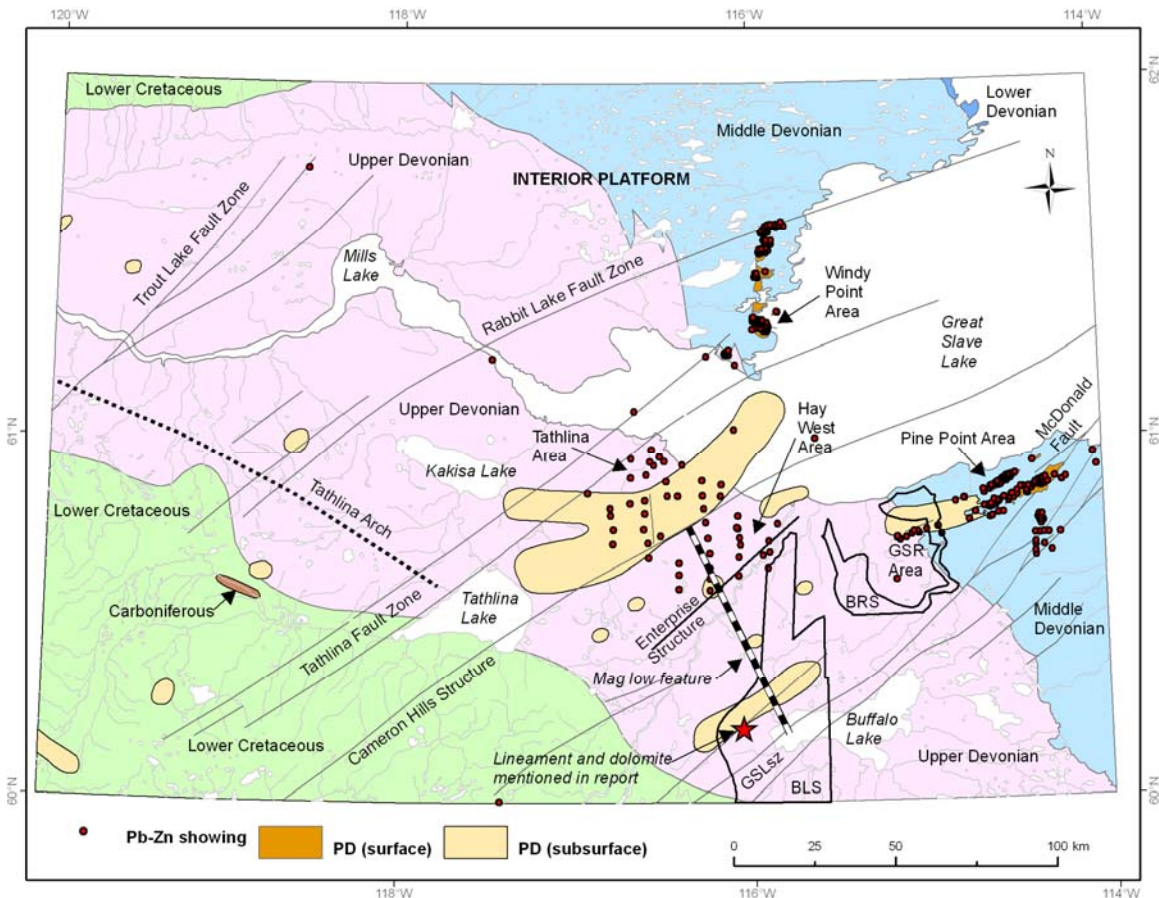 120°W
118°W
116°W
114°W
62°N
Lower Cretaceous
Lower
Devonian
Middle Devonian
Upper Devonian
INTERIOR PLATFORM
N
Trout Lake Fault Zone
Mills
Lake
Rabbit Lake Fault Zone
Windy
Point
Area
Great
Slave
Lake
Upper Devonian
Hay
West
Area
61°N
61°N
McDonald
Fault
Pine Point Area
Tathlina
Area
Kakisa Lake
Tathlina Arch
Lower Cretaceous
GSR
Area
BRS
Carboniferous
Tathlina
Lake
Tathlina Fault Zone
Enterprise
Structure
Middle
Devonian
Mag low feature
Cameron Hills Structure
Buffalo
Lake
Lower Cretaceous
Lineament and dolomite
mentioned in report
Upper Devonian
GSLsz
BLS
60°N
60°N
Pb-Zn showing
PD (surface)
PD (subsurface)
0
25
50
100 km
118°W
116°W
114°W